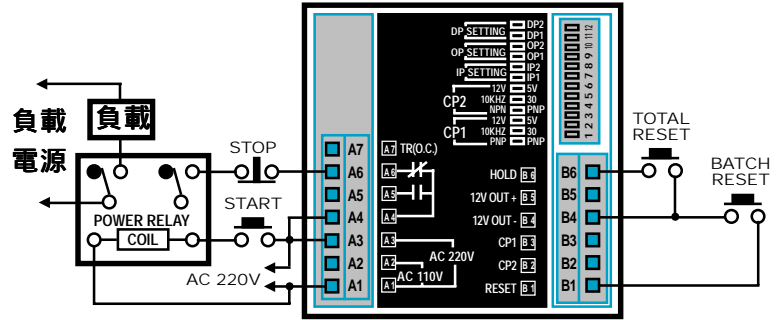 負載
電源
負載
POWER RELAY
COIL
STOP
START
AC 220V
A7
A6
A5
A4
A3
A2
A1
A7 TR(O.C.)
A6
A5
A4
A3
A2
A1
AC 220V
AC 110V
DP SETTING DP2
DP1
OP SETTING OP2
OP1
IP SETTING IP2
IP1
CP2
12V 5V
10KHZ 30
NPN PNP
CP1
12V 5V
10KHZ 30
PNP PNP
HOLD B6
12V OUT + B5
12V OUT - B4
CP1 B3
CP2 B2
RESET B1
1 2 3 4 5 6 7 8 9 10 11 12
B6
B5
B4
B3
B2
B1
TOTAL
RESET
BATCH
RESET